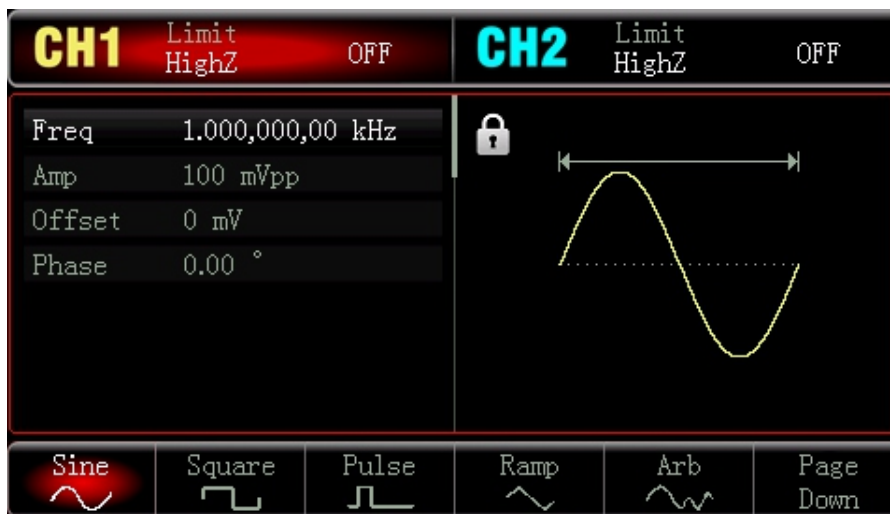 CH1 Limit HighZ OFF
CH2 Limit HighZ OFF
Freq 1.000,000,00 kHz
Amp 100 mVpp
Offset 0 mV
Phase 0.00 °
Sine
Square
Pulse
Ramp
Arb
Page Down